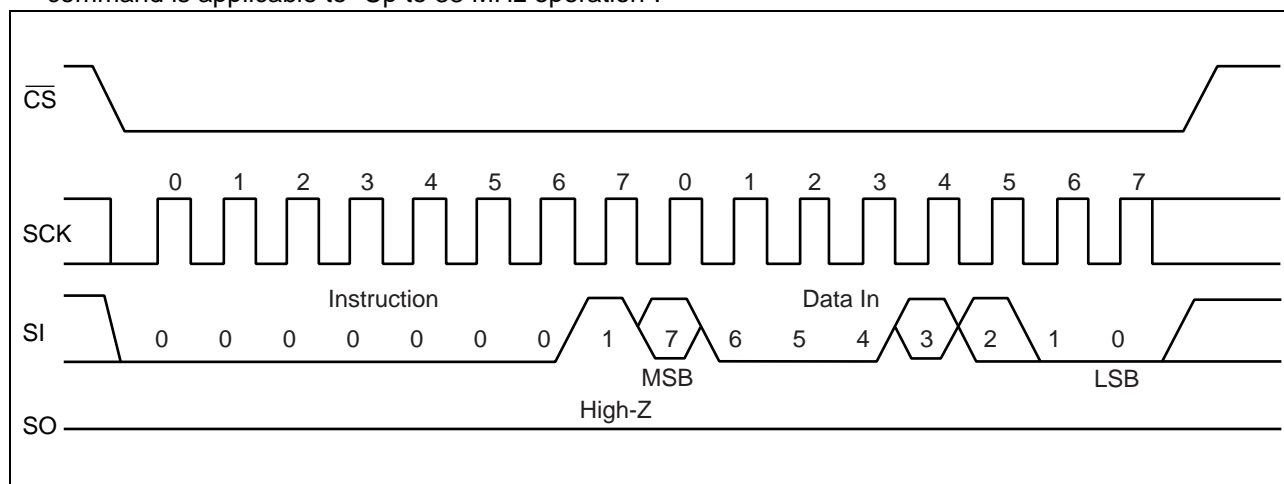 command is applicable to "Up to 33 MHz operation".
CS
0 1 2 3 4 5 6 7 0 1 2 3 4 5 6 7
SCK
Instruction Data In
SI
0 0 0 0 0 0 0 1 7 6 5 4 3 2 1 0
MSB LSB
High-Z
SO